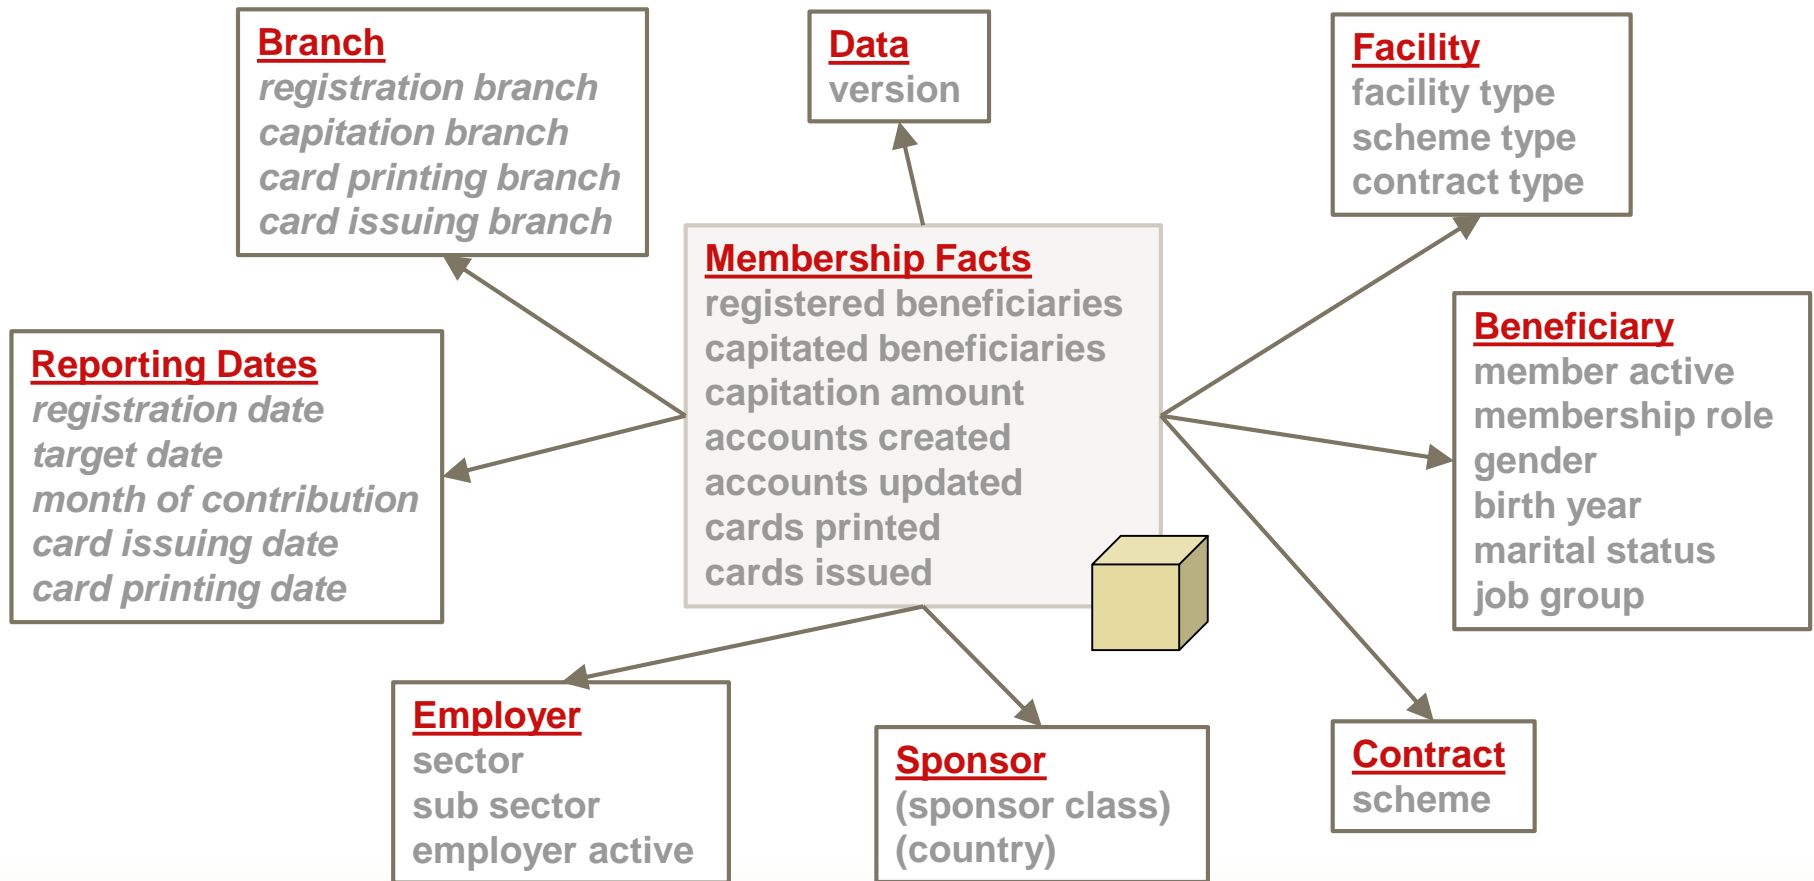 Branch
registration branch
capitation branch
card printing branch
card issuing branch
Data
version
Facility
facility type
scheme type
contract type
Reporting Dates
registration date
target date
month of contribution
card issuing date
card printing date
Membership Facts
registered beneficiaries
capitated beneficiaries
capitation amount
accounts created
accounts updated
cards printed
cards issued
Beneficiary
member active
membership role
gender
birth year
marital status
job group
Employer
sector
sub sector
employer active
Sponsor
(sponsor class)
(country)
Contract
scheme